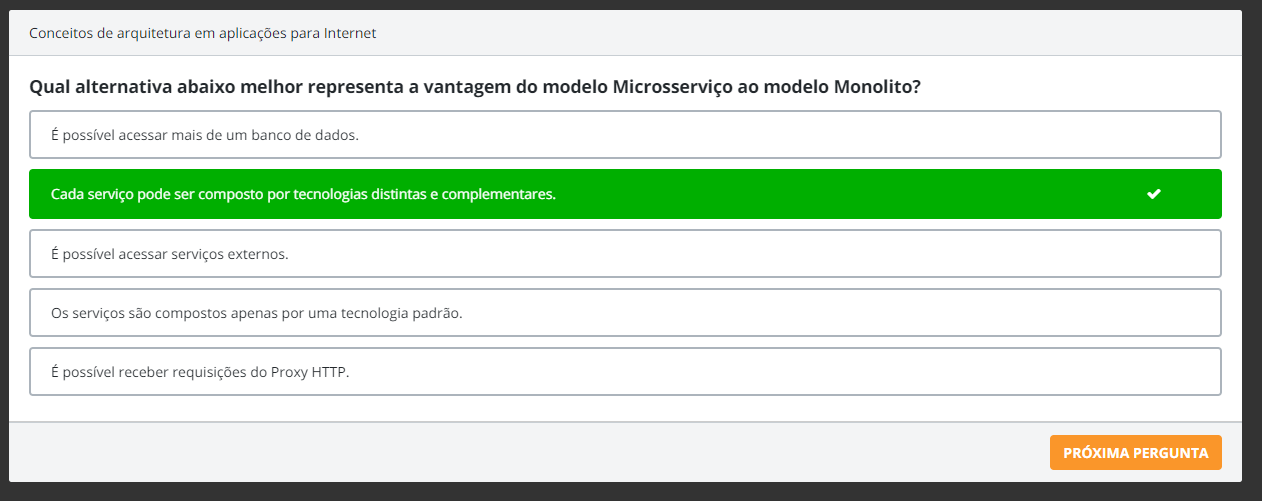 Conceitos de arquitetura em aplicações para Internet
Qual alternativa abaixo melhor representa a vantagem do modelo Microsserviço ao modelo Monolito?
É possível acessar mais de um banco de dados.
Cada serviço pode ser composto por tecnologias distintas e complementares.
É possível acessar serviços externos.
Os serviços são compostos apenas por uma tecnologia padrão.
É possível receber requisições do Proxy HTTP.
PRÓXIMA PERGUNTA